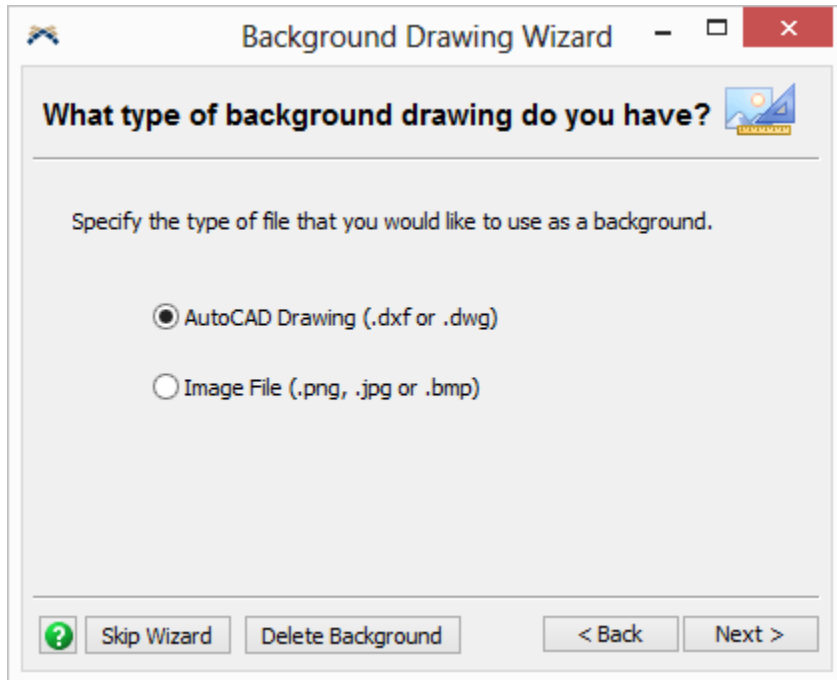 Background Drawing Wizard
What type of background drawing do you have?
Specify the type of file that you would like to use as a background.
AutoCAD Drawing (.dxf or .dwg)
Image File (.png, .jpg or .bmp)
? Skip Wizard Delete Background < Back Next >